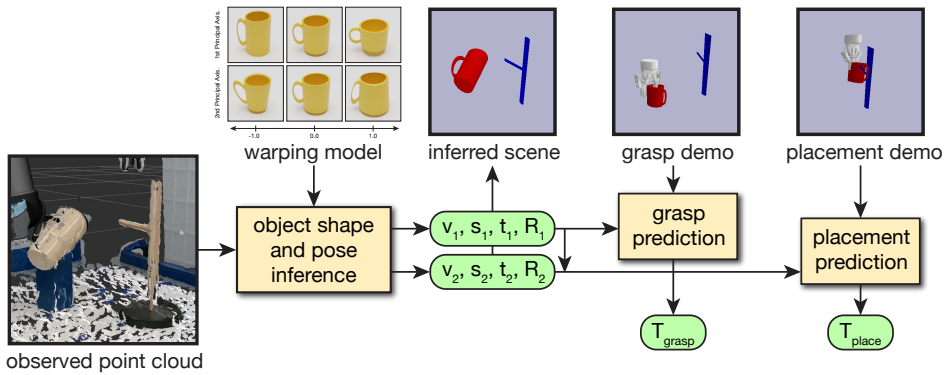 1st Principal Axis.
2nd Principal Axis.
-1.0 0.0 1.0
warping model
inferred scene
grasp demo
placement demo
object shape
and pose
inference
v1, s1, t1, R1
v2, s2, t2, R2
grasp
prediction
placement
prediction
Tgrasp
Tplace
observed point cloud